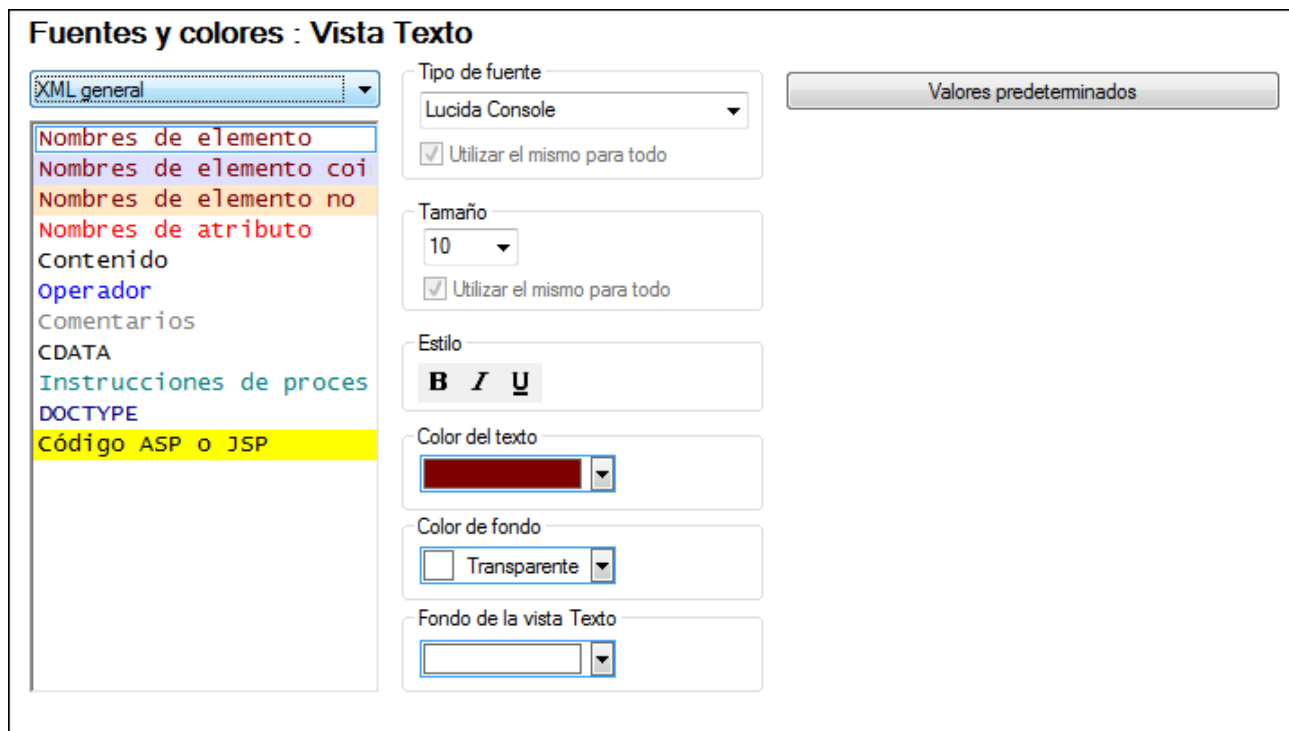 Fuentes y colores : Vista Texto
XML general
Nombres de elemento
Nombres de elemento coi
Nombres de elemento no
Nombres de atributo
Contenido
Operador
Comentarios
CDATA
Instrucciones de proces
DOCTYPE
Código ASP o JSP
Tipo de fuente
Lucida Console
Utilizar el mismo para todo
Tamaño
10
Utilizar el mismo para todo
Estilo
B I U
Color del texto
Color de fondo
Transparente
Fondo de la vista Texto
Valores predeterminados